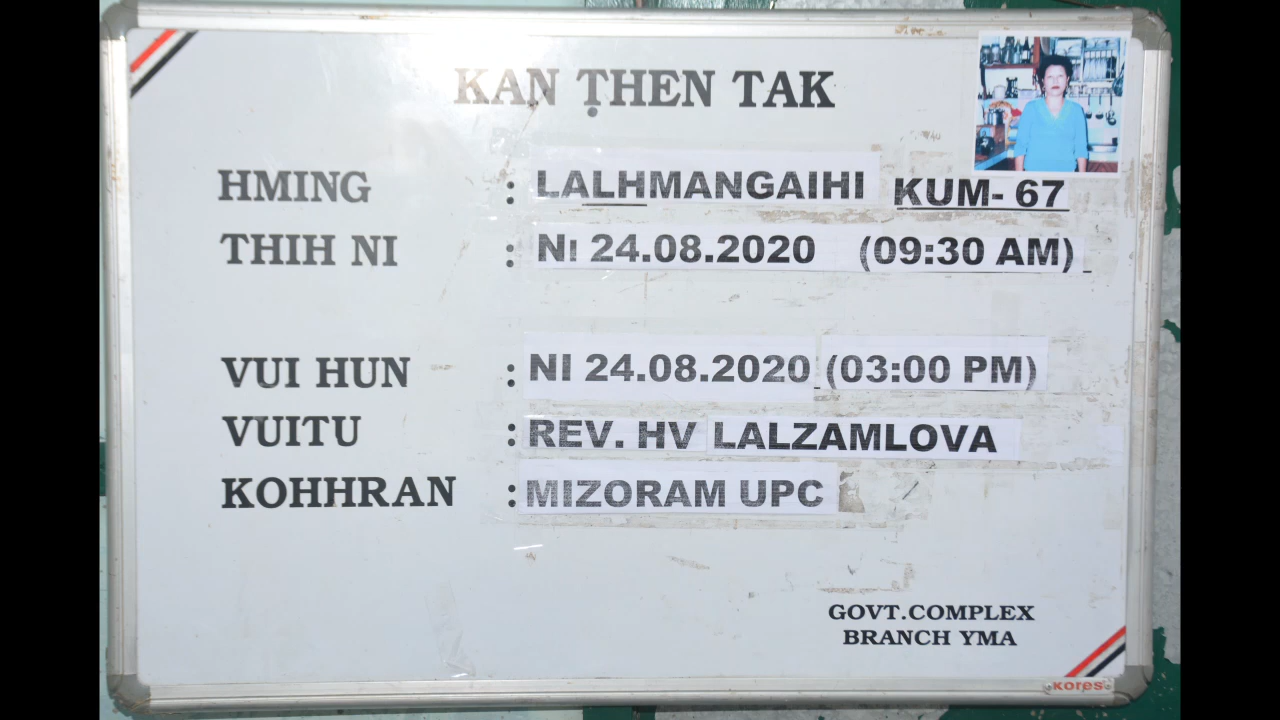 KAN ṬHEN TAK
HMING : LALHMANGAIHI KUM- 67
THIH NI : NI 24.08.2020 (09:30 AM)
VUI HUN : NI 24.08.2020 (03:00 PM)
VUITU : REV. HV LALZAMLOVA
KOHHRAN : MIZORAM UPC
GOVT.COMPLEX
BRANCH YMA
kores